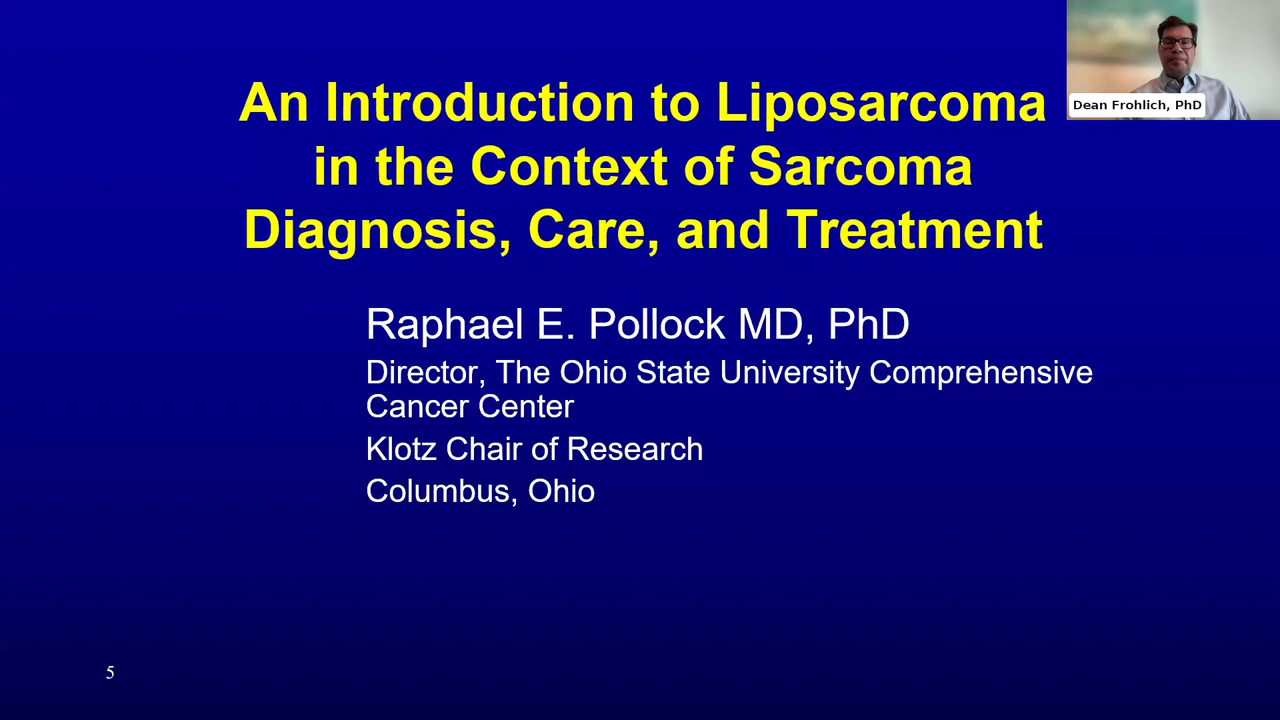 An Introduction to Liposarcoma
in the Context of Sarcoma
Diagnosis, Care, and Treatment
Dean Frohlich, PhD
Raphael E. Pollock MD, PhD
Director, The Ohio State University Comprehensive
Cancer Center
Klotz Chair of Research
Columbus, Ohio
5